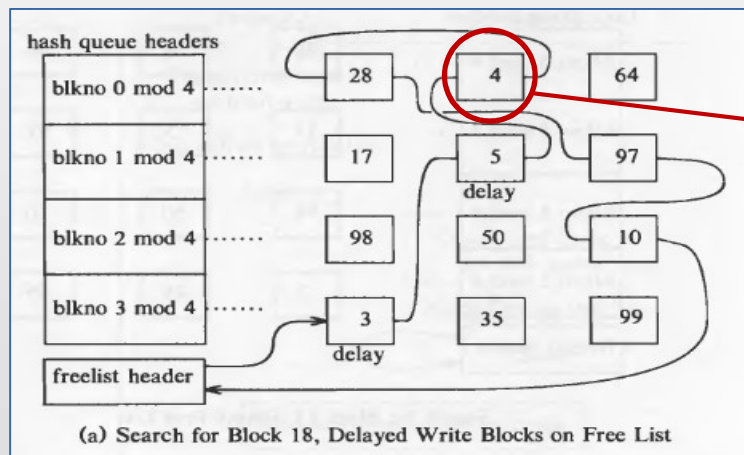 hash queue headers
blkno 0 mod 4 ...... 28 4 64
blkno 1 mod 4 ...... 17 5 97
delay
blkno 2 mod 4 ...... 98 50 10
blkno 3 mod 4 ...... 3 35 99
delay
freelist header
(a) Search for Block 18, Delayed Write Blocks on Free List